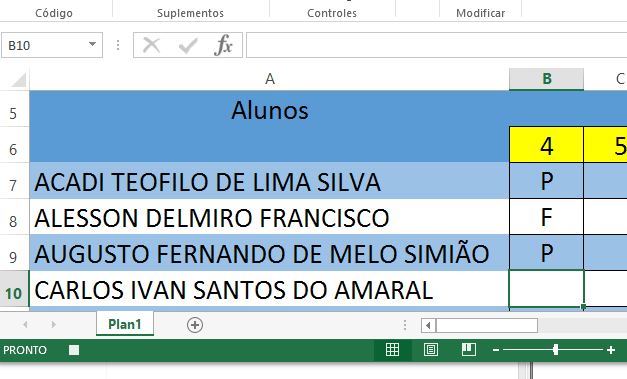 Código Suplementos Controles Modificar
B10 fx
A B C
5 Alunos
6 4 5
7 ACADI TEOFILO DE LIMA SILVA P
8 ALESSON DELMIRO FRANCISCO F
9 AUGUSTO FERNANDO DE MELO SIMIÃO P
10 CARLOS IVAN SANTOS DO AMARAL
Plan1
PRONTO